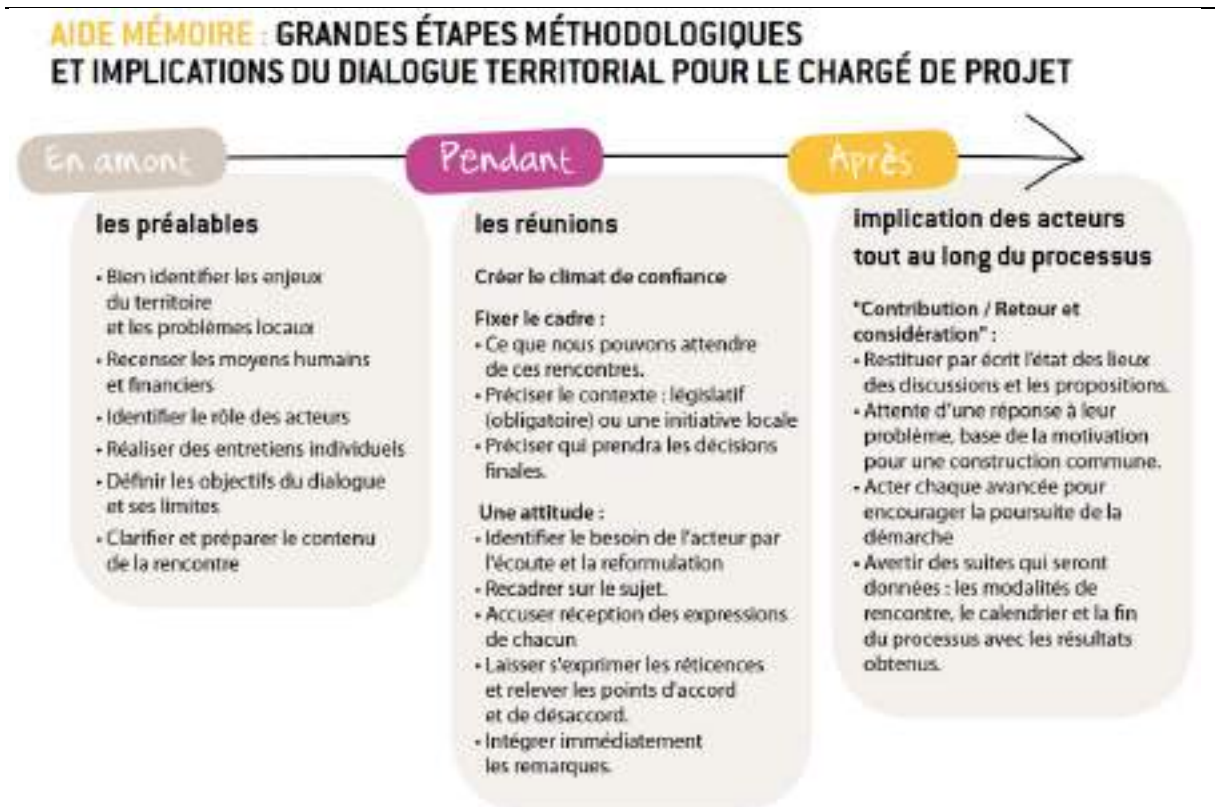 AIDE MÉMOIRE : GRANDES ÉTAPES MÉTHODOLOGIQUES
ET IMPLICATIONS DU DIALOGUE TERRITORIAL POUR LE CHARGÉ DE PROJET
En amont
les préalables
• Bien identifier les enjeux
du territoire
et les problèmes locaux
• Recenser les moyens humains
et financiers
• Identifier le rôle des acteurs
• Réaliser des entretiens individuels
• Définir les objectifs du dialogue
et ses limites
• Clarifier et préparer le contenu
de la rencontre
Pendant
les réunions
Créer le climat de confiance
Fixer le cadre :
• Ce que nous pouvons attendre
de ces rencontres.
• Préciser le contexte : législatif
(obligatoire) ou une initiative locale
• Préciser qui prendra les décisions
finales.
Une attitude :
• Identifier le besoin de l'acteur par
l'écoute et la reformulation
• Recadrer sur le sujet.
• Accuser réception des expressions
de chacun
• Laisser s'exprimer les réticences
et relever les points d'accord
et de désaccord.
• Intégrer immédiatement
les remarques.
Après
implication des acteurs
tout au long du processus
"Contribution / Retour et
considération" :
• Restituer par écrit l'état des lieux
des discussions et les propositions.
• Attente d'une réponse à leur
problème, base de la motivation
pour une construction commune.
• Acter chaque avancée pour
encourager la poursuite de la
démarche
• Avertir des suites qui seront
données : les modalités de
rencontre, le calendrier et la fin
du processus avec les résultats
obtenus.